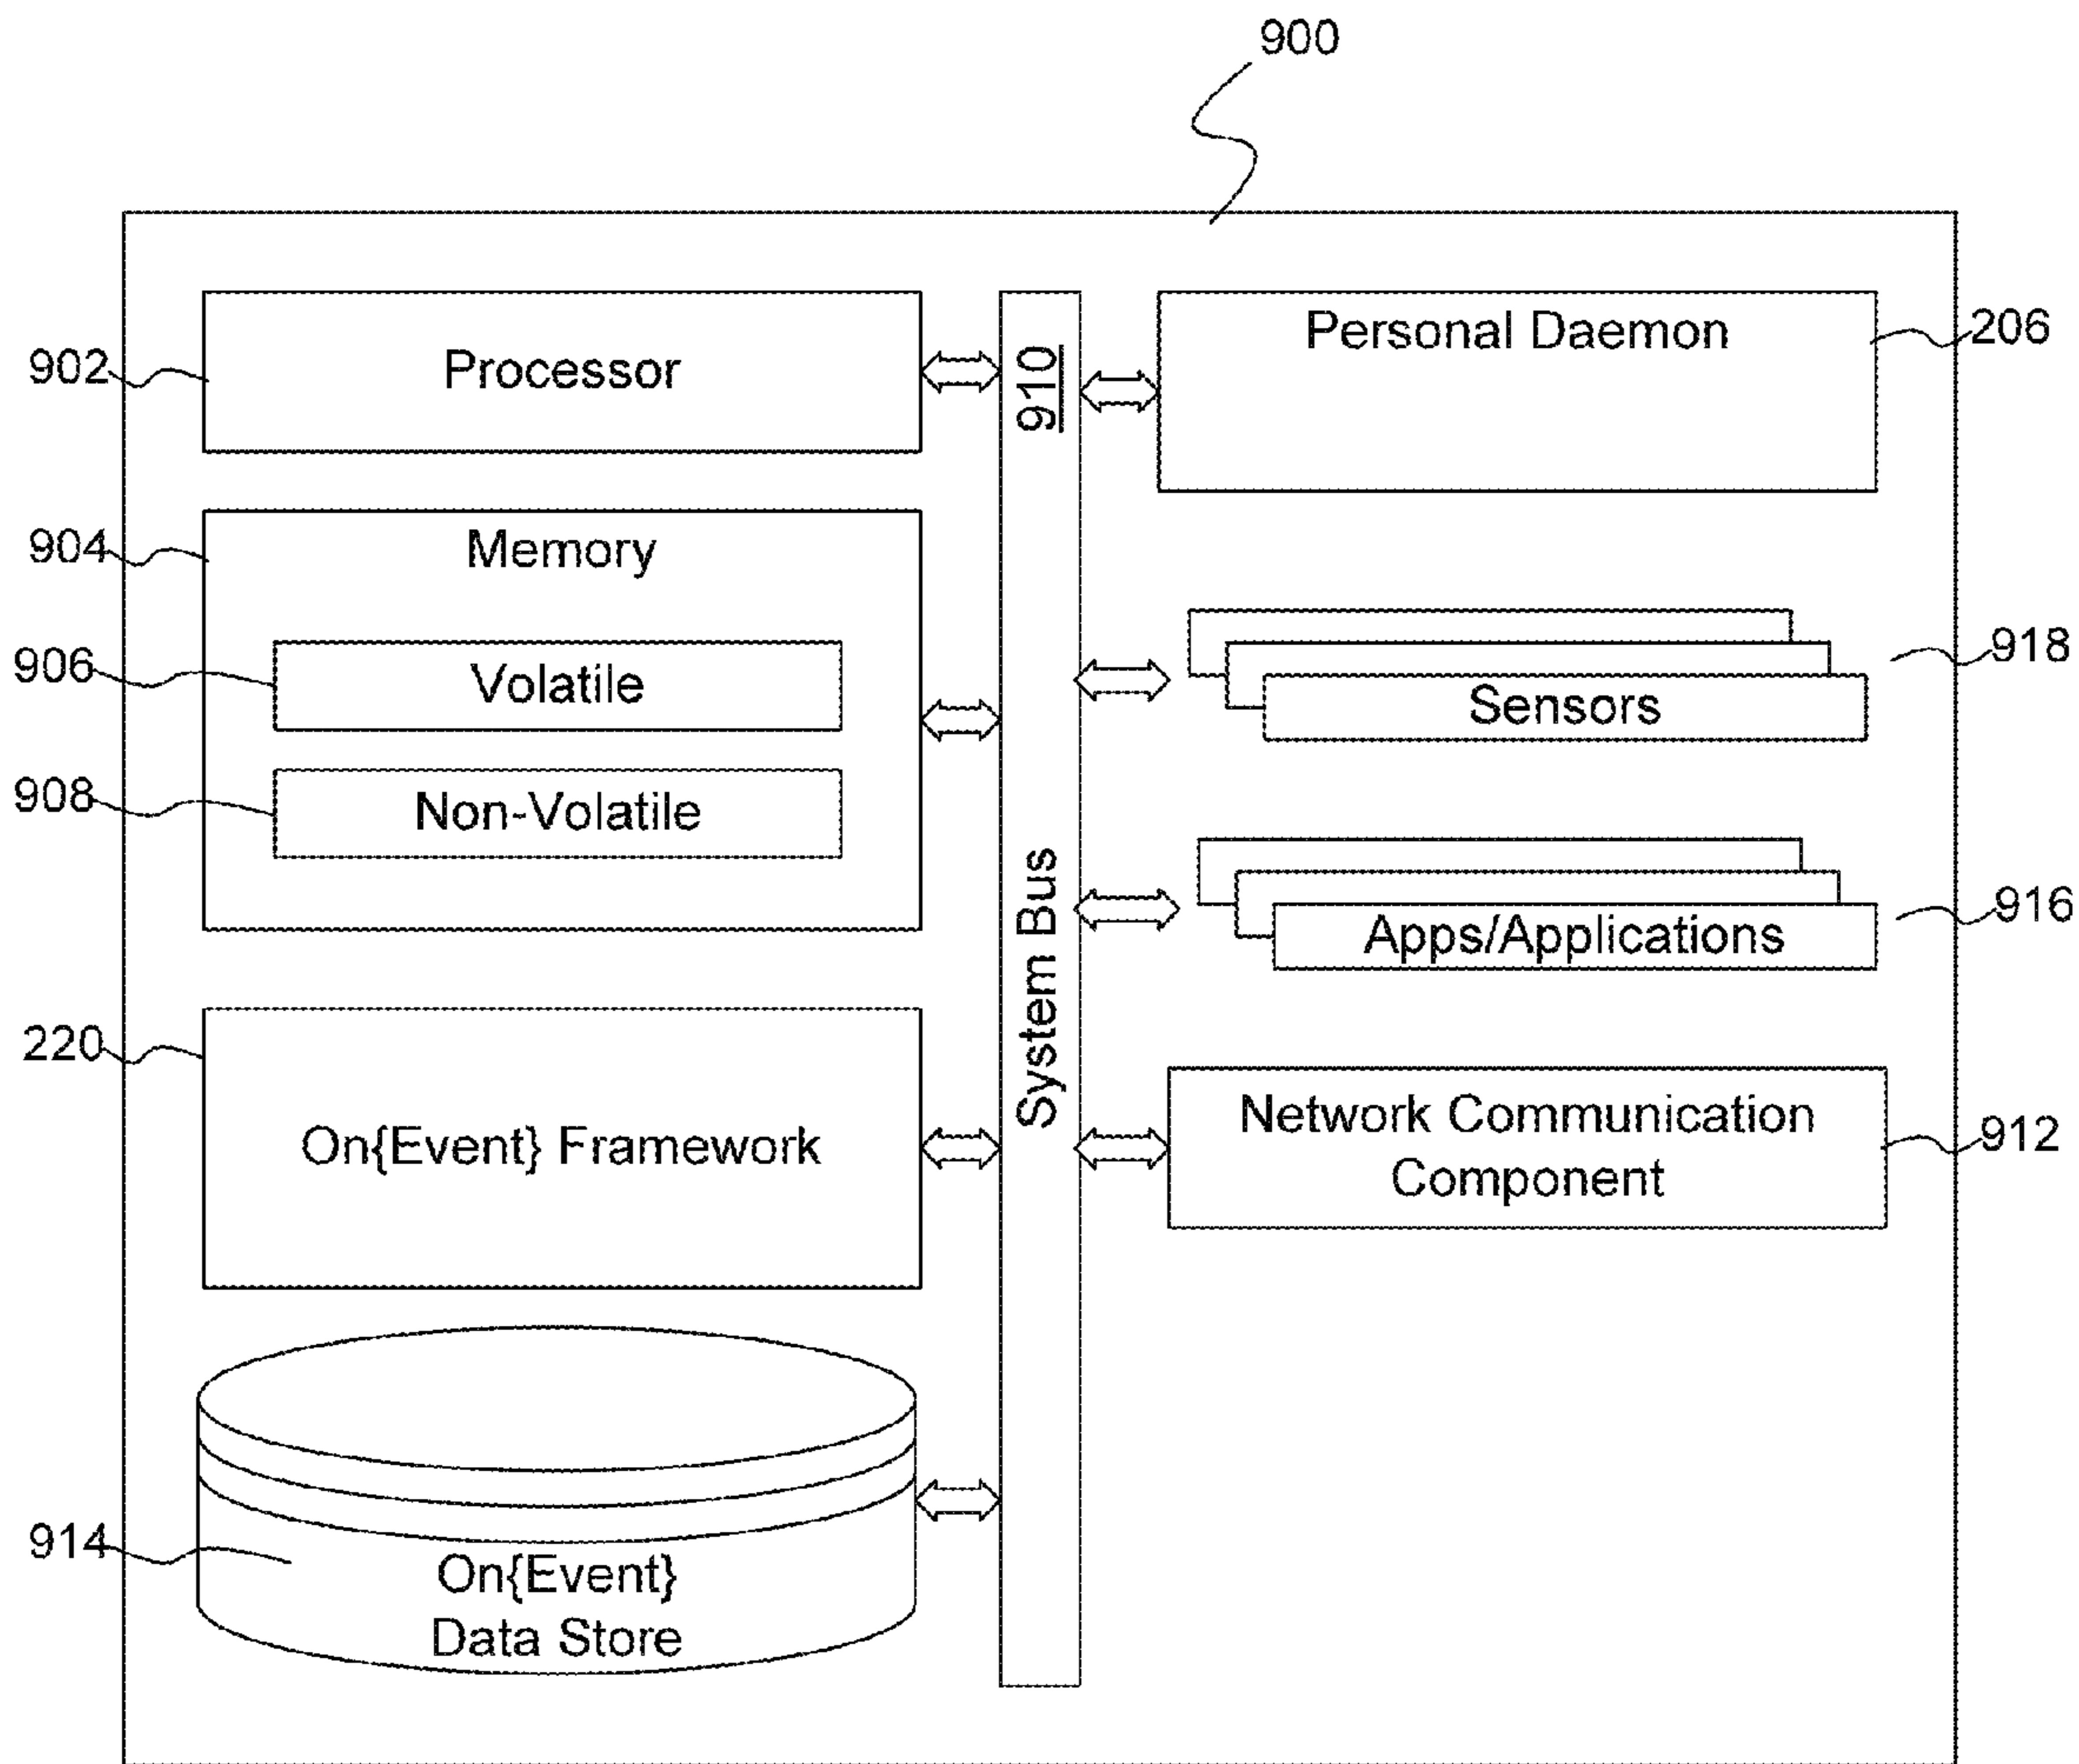 900
902
Processor
910
Personal Daemon
206
904
Memory
906
Volatile
908
Non-Volatile
System Bus
Sensors
918
Apps/Applications
916
220
On{Event} Framework
Network Communication
Component
912
914
On{Event}
Data Store